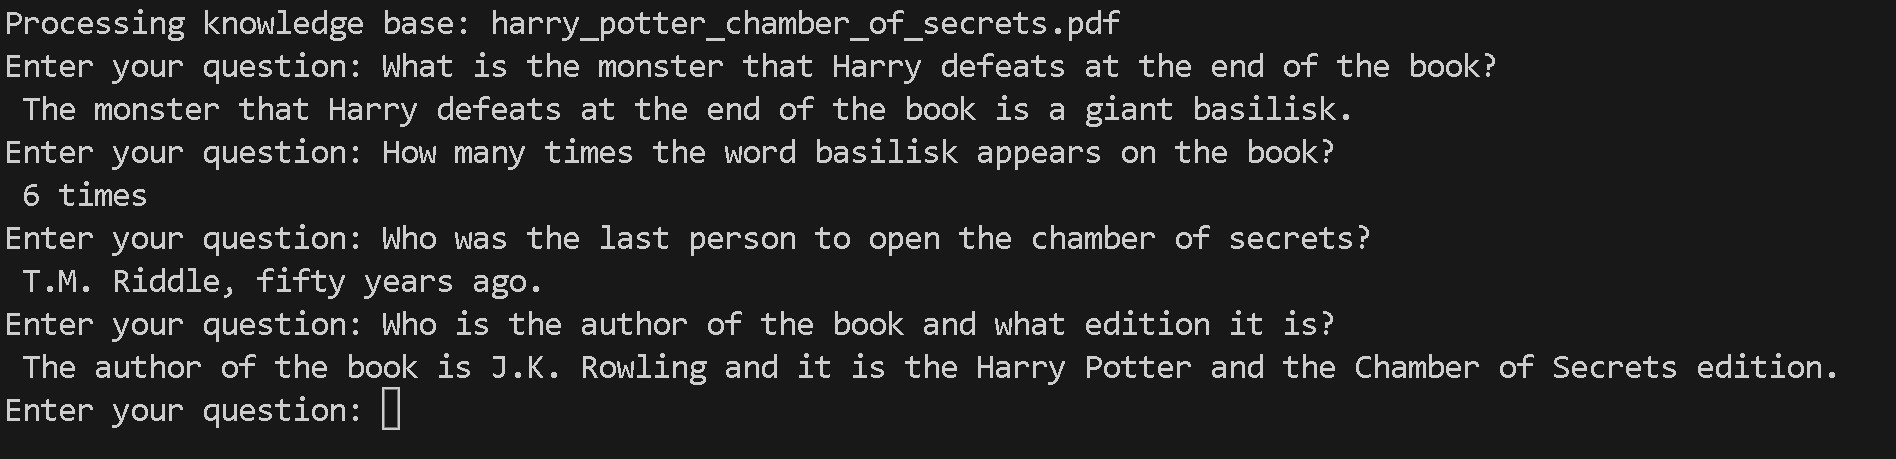 Processing knowledge base: harry_potter_chamber_of_secrets.pdf
Enter your question: What is the monster that Harry defeats at the end of the book?
The monster that Harry defeats at the end of the book is a giant basilisk.
Enter your question: How many times the word basilisk appears on the book?
6 times
Enter your question: Who was the last person to open the chamber of secrets?
T.M. Riddle, fifty years ago.
Enter your question: Who is the author of the book and what edition it is?
The author of the book is J.K. Rowling and it is the Harry Potter and the Chamber of Secrets edition.
Enter your question: